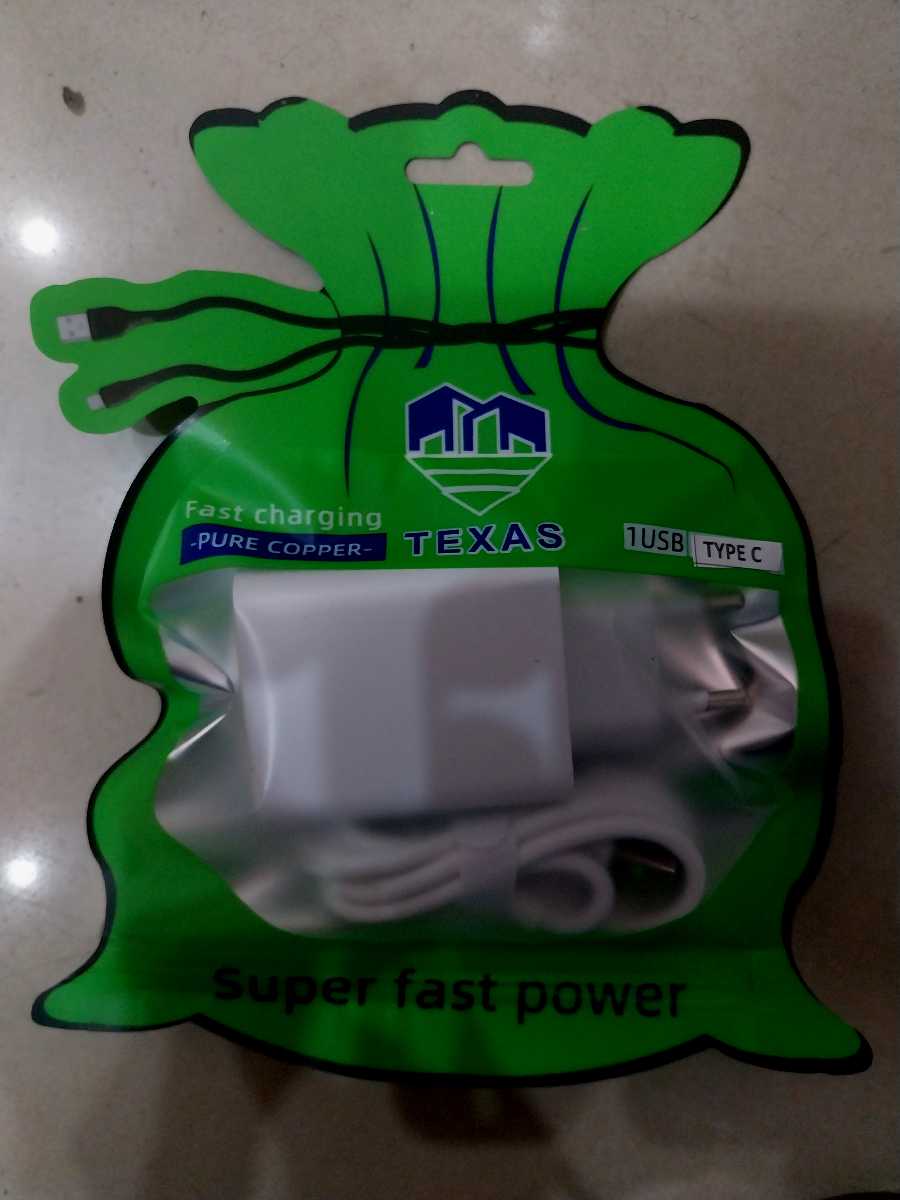 Fast charging
-PURE COPPER-
TEXAS
1USB
TYPE C
Super fast power